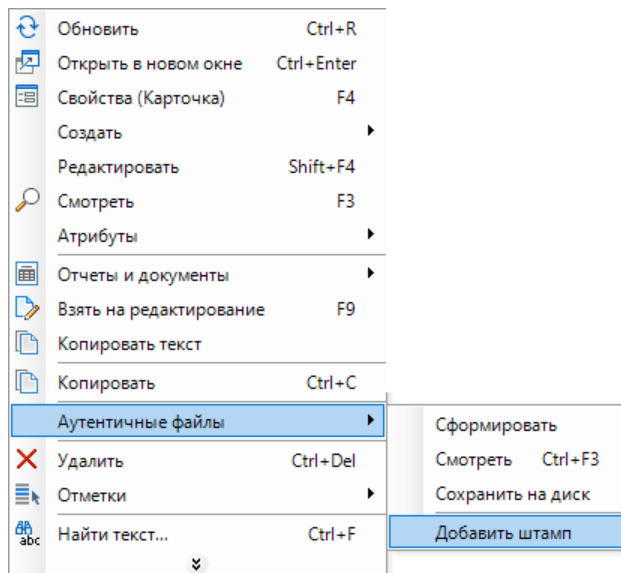 Обновить Ctrl+R
Открыть в новом окне Ctrl+Enter
Свойства (Карточка) F4
Создать
Редактировать Shift+F4
Смотреть F3
Атрибуты
Отчеты и документы
Взять на редактирование F9
Копировать текст
Копировать Ctrl+C
Аутентичные файлы
Сформировать
Удалить Ctrl+Del
Смотреть Ctrl+F3
Отметки
Сохранить на диск
abc
Найти текст... Ctrl+F
Добавить штамп